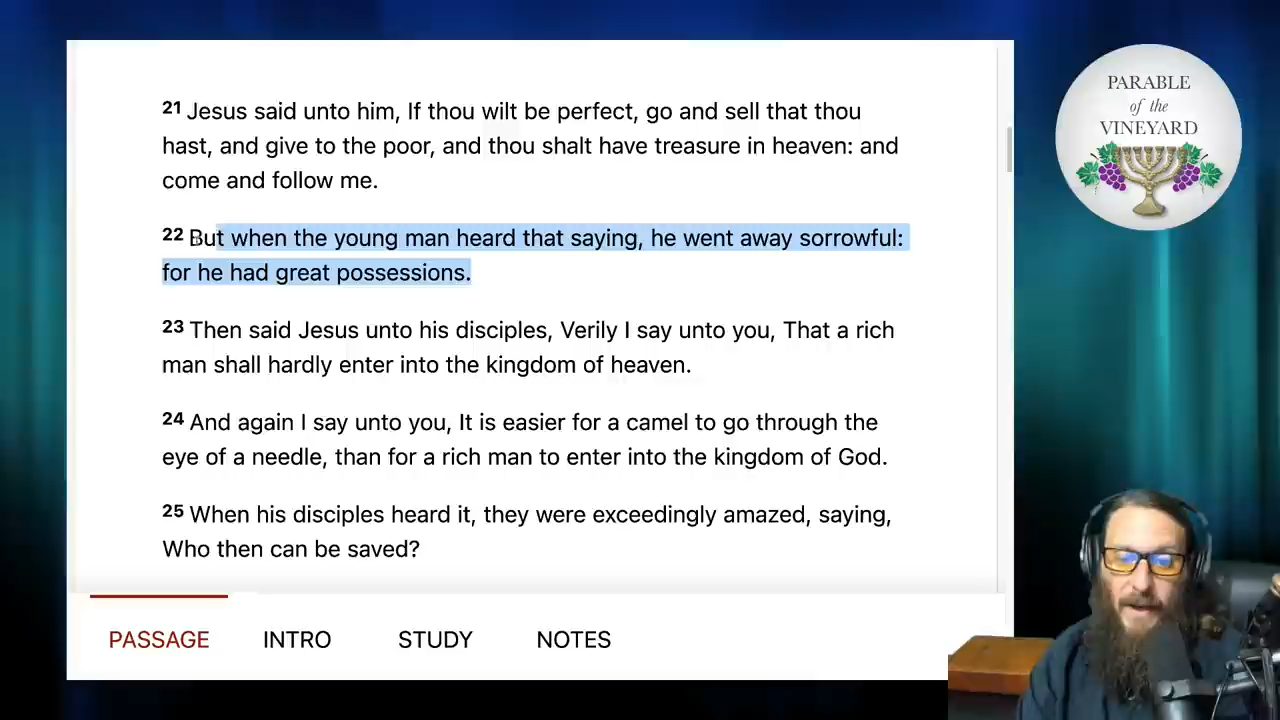 PARABLE
of the
VINEYARD
21 Jesus said unto him, If thou wilt be perfect, go and sell that thou
hast, and give to the poor, and thou shalt have treasure in heaven: and
come and follow me.
22 But when the young man heard that saying, he went away sorrowful:
for he had great possessions.
23 Then said Jesus unto his disciples, Verily I say unto you, That a rich
man shall hardly enter into the kingdom of heaven.
24 And again I say unto you, It is easier for a camel to go through the
eye of a needle, than for a rich man to enter into the kingdom of God.
25 When his disciples heard it, they were exceedingly amazed, saying,
Who then can be saved?
PASSAGE INTRO STUDY NOTES